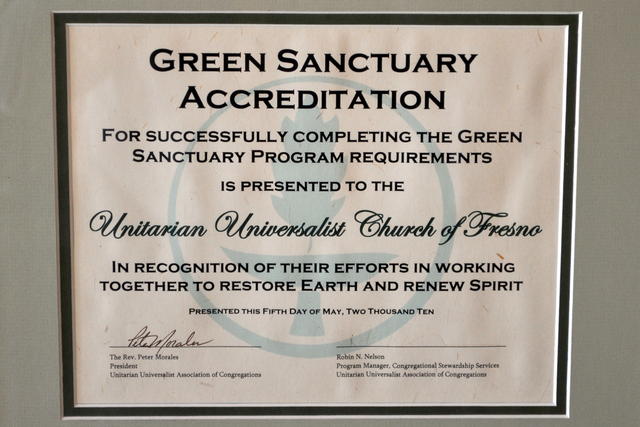 GREEN SANCTUARY
ACCREDITATION
FOR SUCCESSFULLY COMPLETING THE GREEN
SANCTUARY PROGRAM REQUIREMENTS
IS PRESENTED TO THE
Unitarian Universalist Church of Fresno
IN RECOGNITION OF THEIR EFFORTS IN WORKING
TOGETHER TO RESTORE EARTH AND RENEW SPIRIT
PRESENTED THIS FIFTH DAY OF MAY, TWO THOUSAND TEN
Peter Morales
The Rev. Peter Morales
President
Unitarian Universalist Association of Congregations
Robin N. Nelson
Program Manager, Congregational Stewardship Services
Unitarian Universalist Association of Congregations